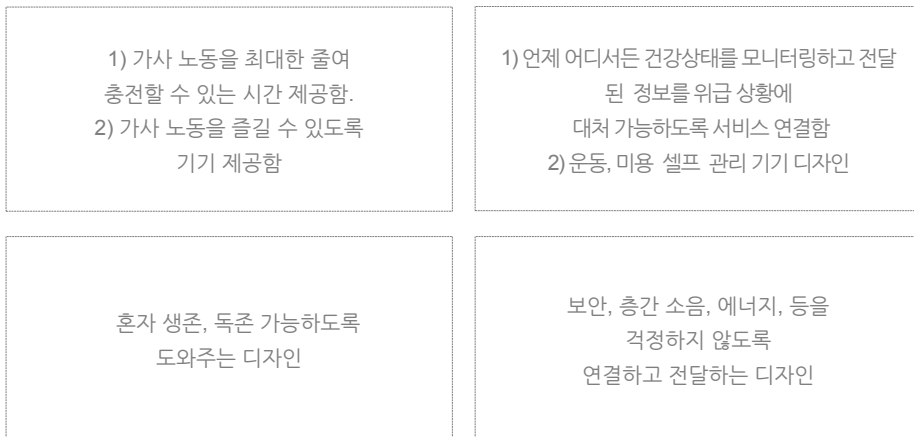 1) 가사 노동을 최대한 줄여
충전할 수 있는 시간 제공함.
2) 가사 노동을 즐길 수 있도록
기기 제공함
1) 언제 어디서든 건강상태를 모니터링하고 전달
된 정보를 위급 상황에
대처 가능하도록 서비스 연결함
2) 운동, 미용 셀프 관리 기기 디자인
혼자 생존, 독존 가능하도록
도와주는 디자인
보안, 층간 소음, 에너지, 등을
걱정하지 않도록
연결하고 전달하는 디자인